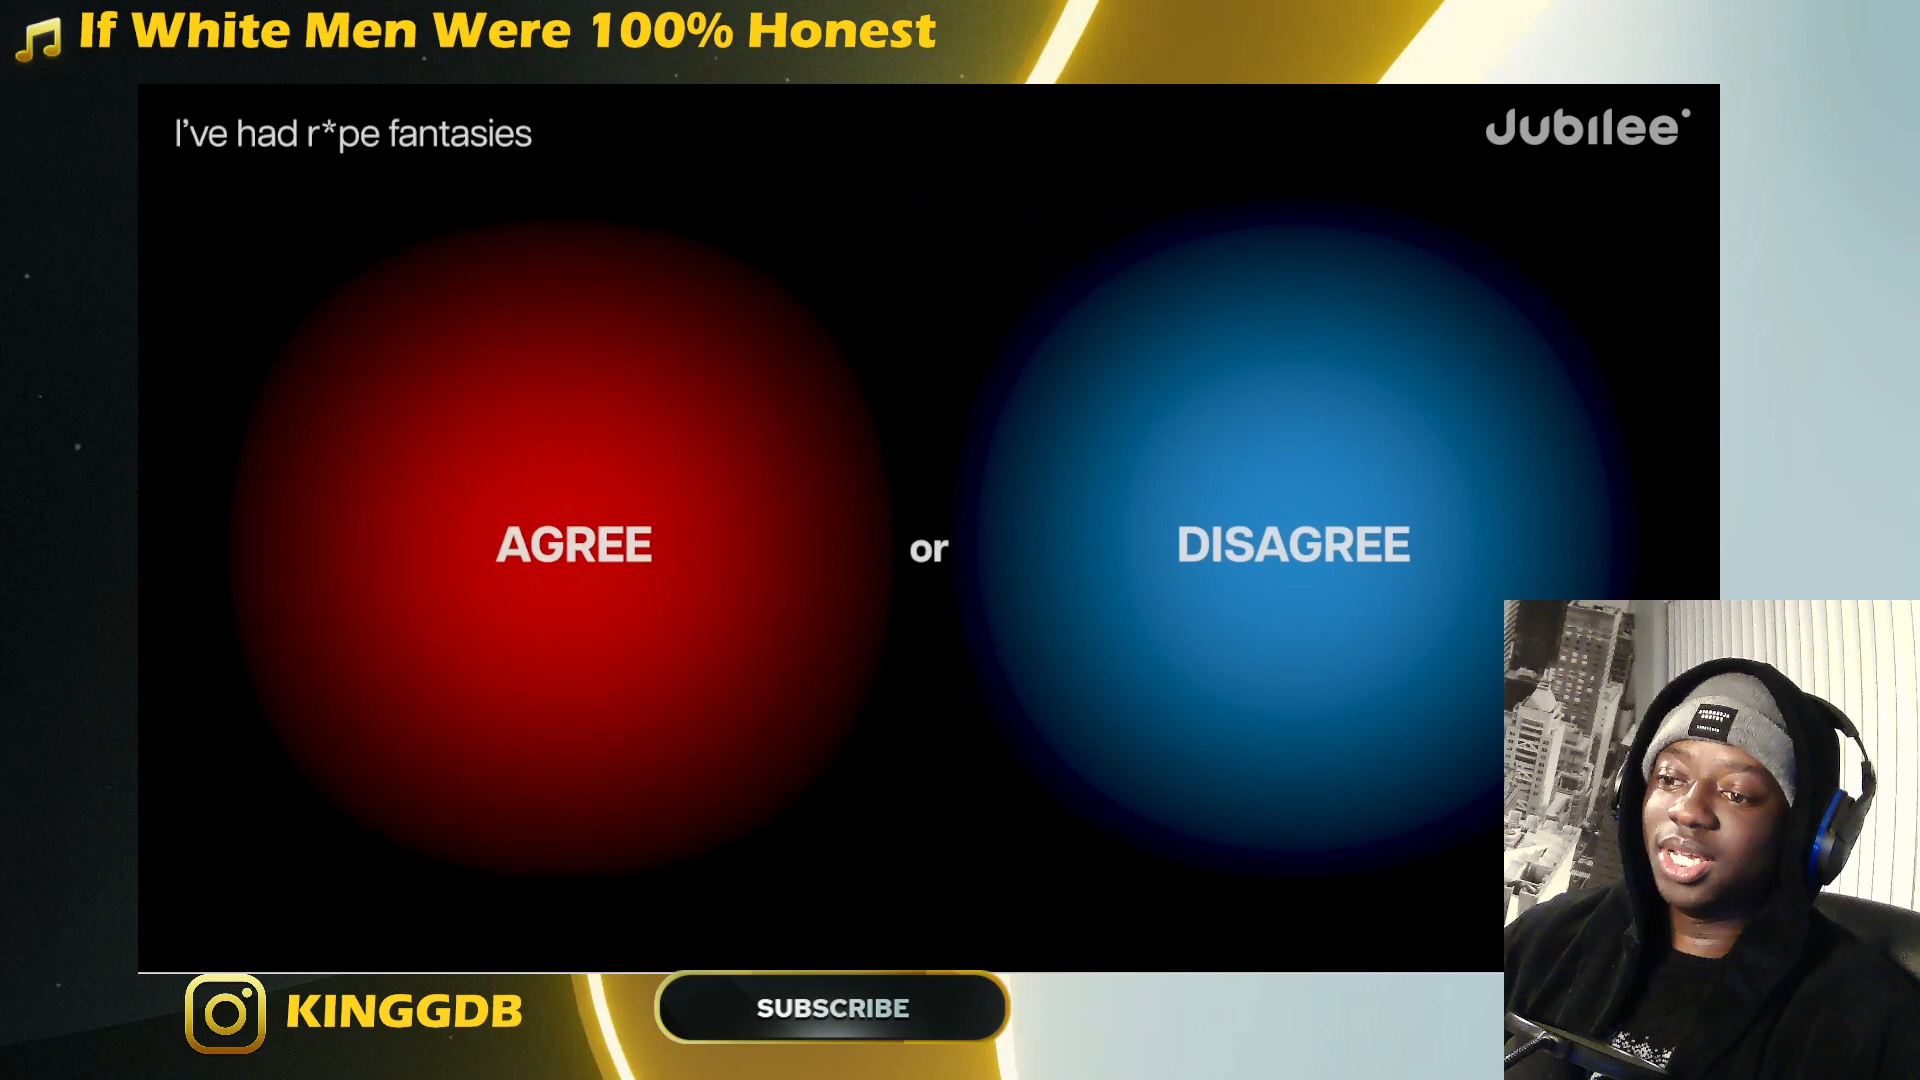 If White Men Were 100% Honest
I've had r*pe fantasies
Jubilee
AGREE or DISAGREE
KINGGDB
SUBSCRIBE